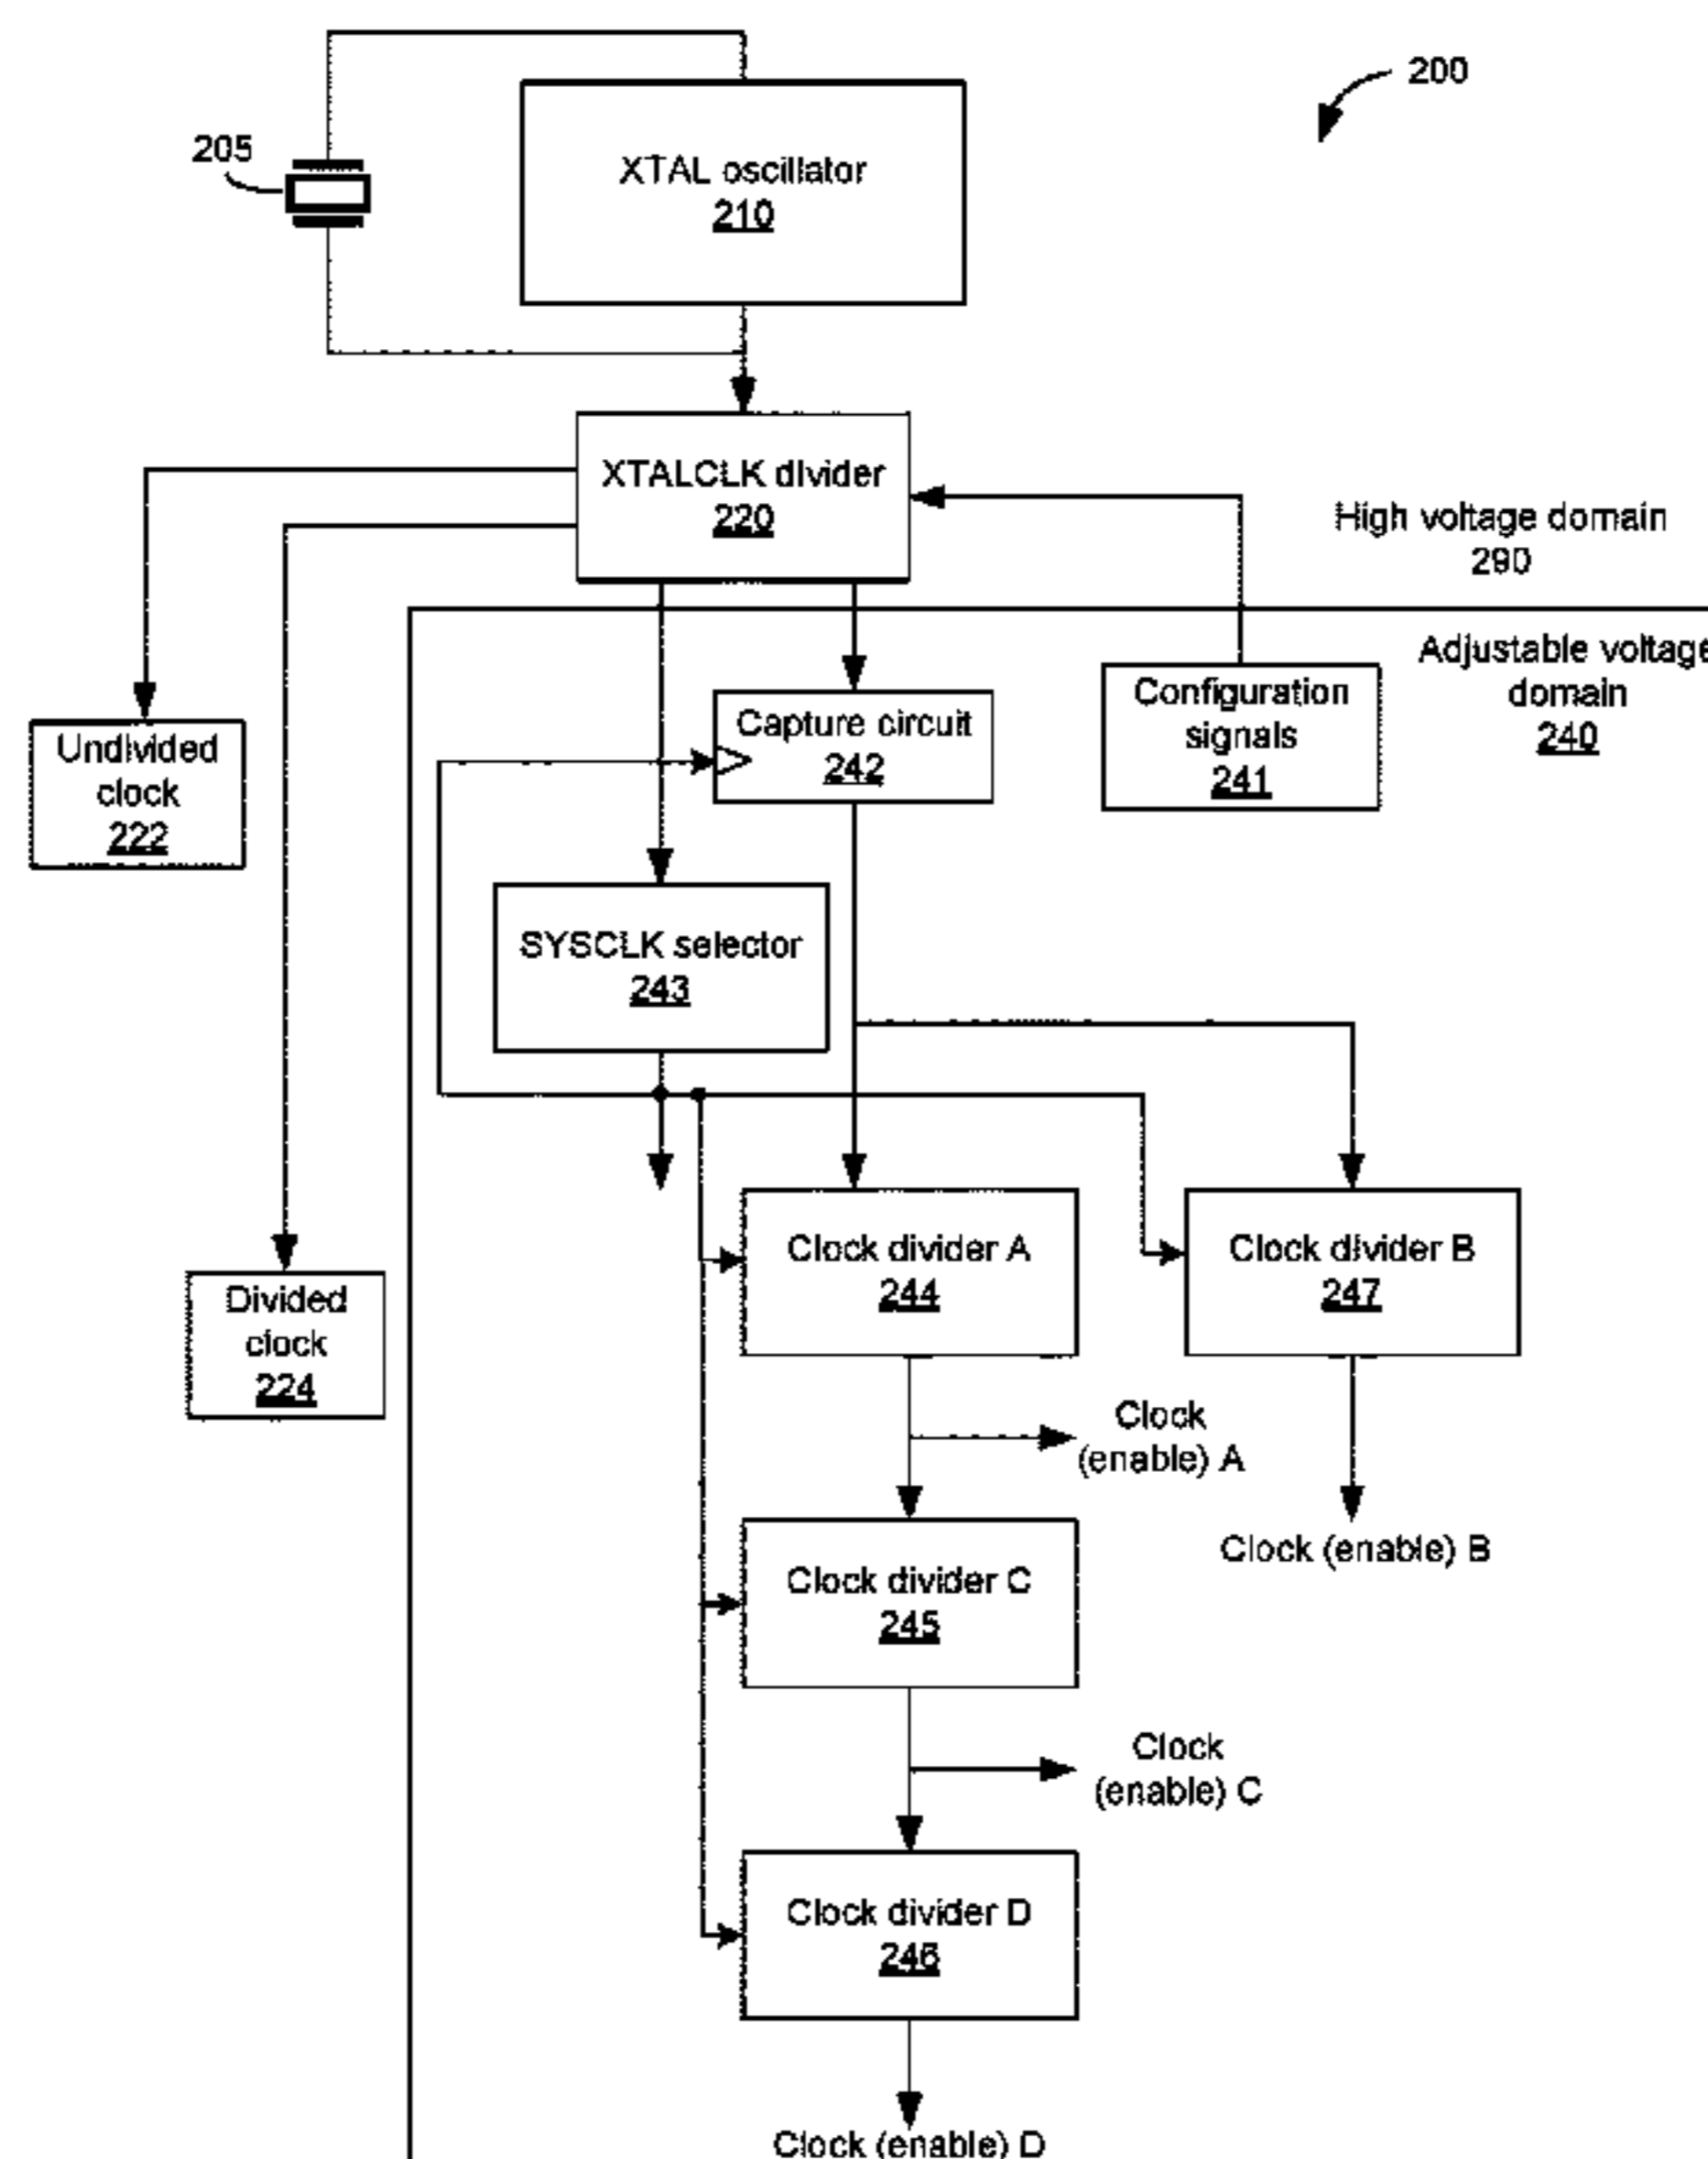 200
205
XTAL oscillator
210
XTALCLK divider
220
High voltage domain
290
Adjustable voltage
domain
240
Configuration
signals
241
Capture circuit
242
Undivided
clock
222
SYSCLK selector
243
Clock divider A
244
Clock divider B
247
Divided
clock
224
Clock
(enable) A
Clock (enable) B
Clock divider C
245
Clock
(enable) C
Clock divider D
246
Clock (enable) D